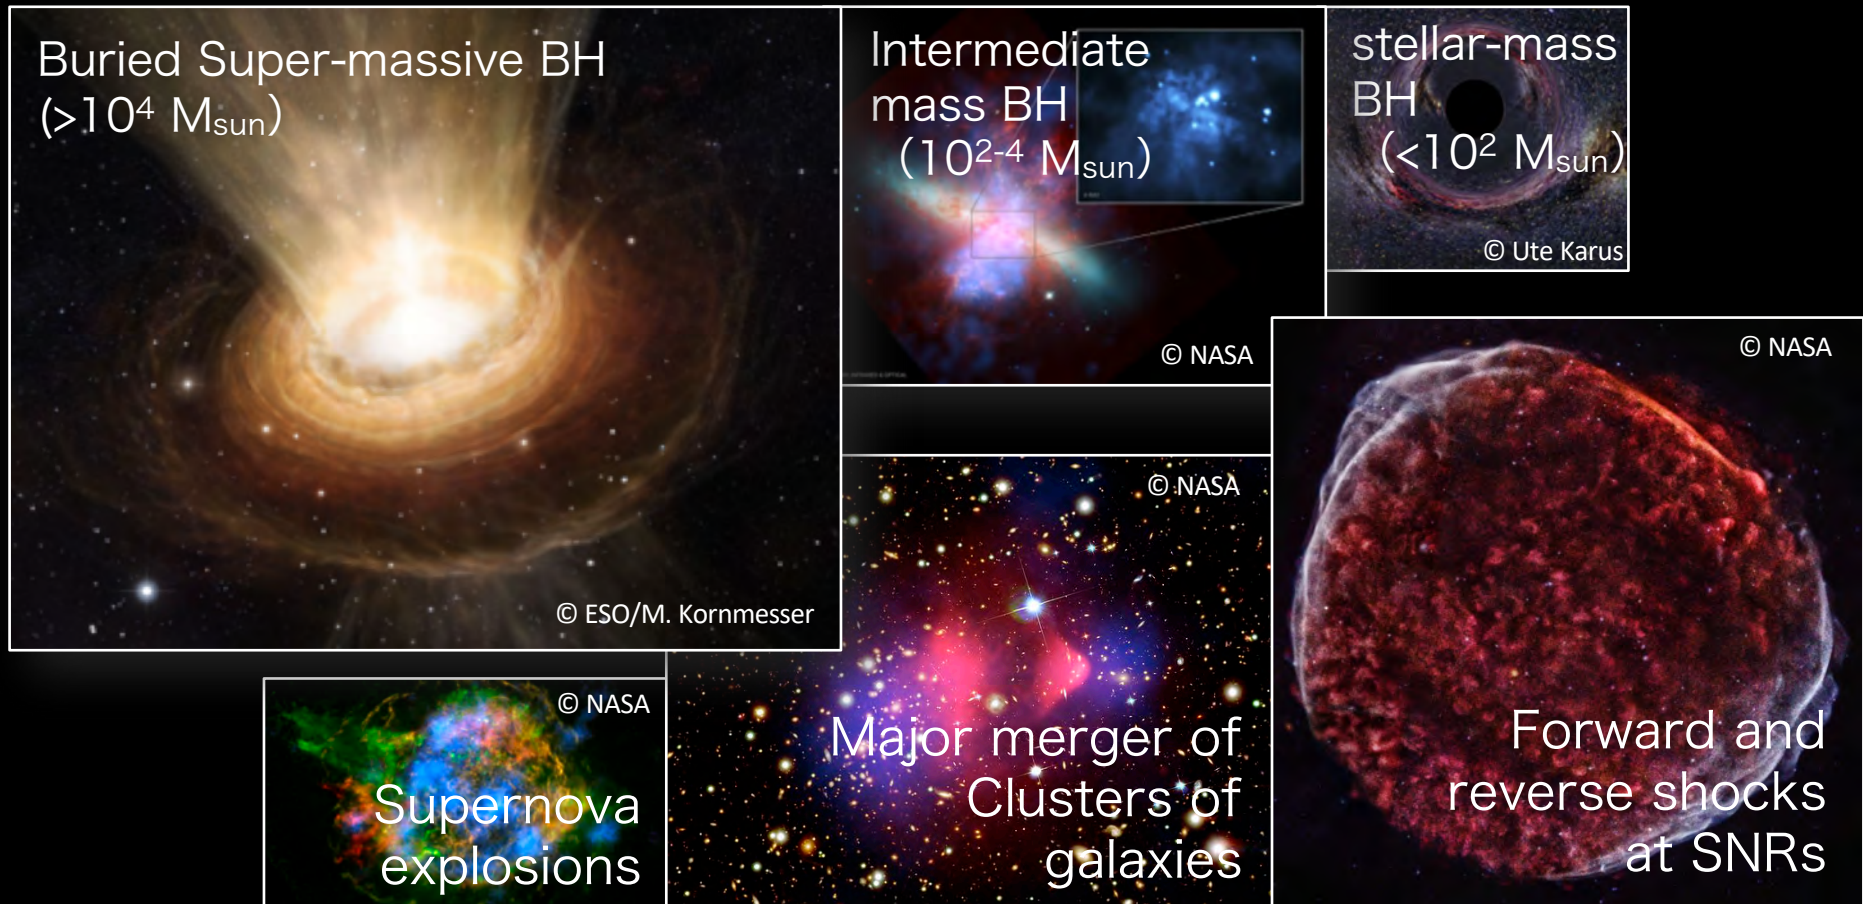 Buried Super-massive BH
(>10⁴ Msun)
© ESO/M. Kornmesser
Intermediate
mass BH
(10²⁻⁴ Msun)
© NASA
stellar-mass
BH
(<10² Msun)
© Ute Karus
© NASA
Supernova
explosions
© NASA
Major merger of
Clusters of
galaxies
© NASA
Forward and
reverse shocks
at SNRs